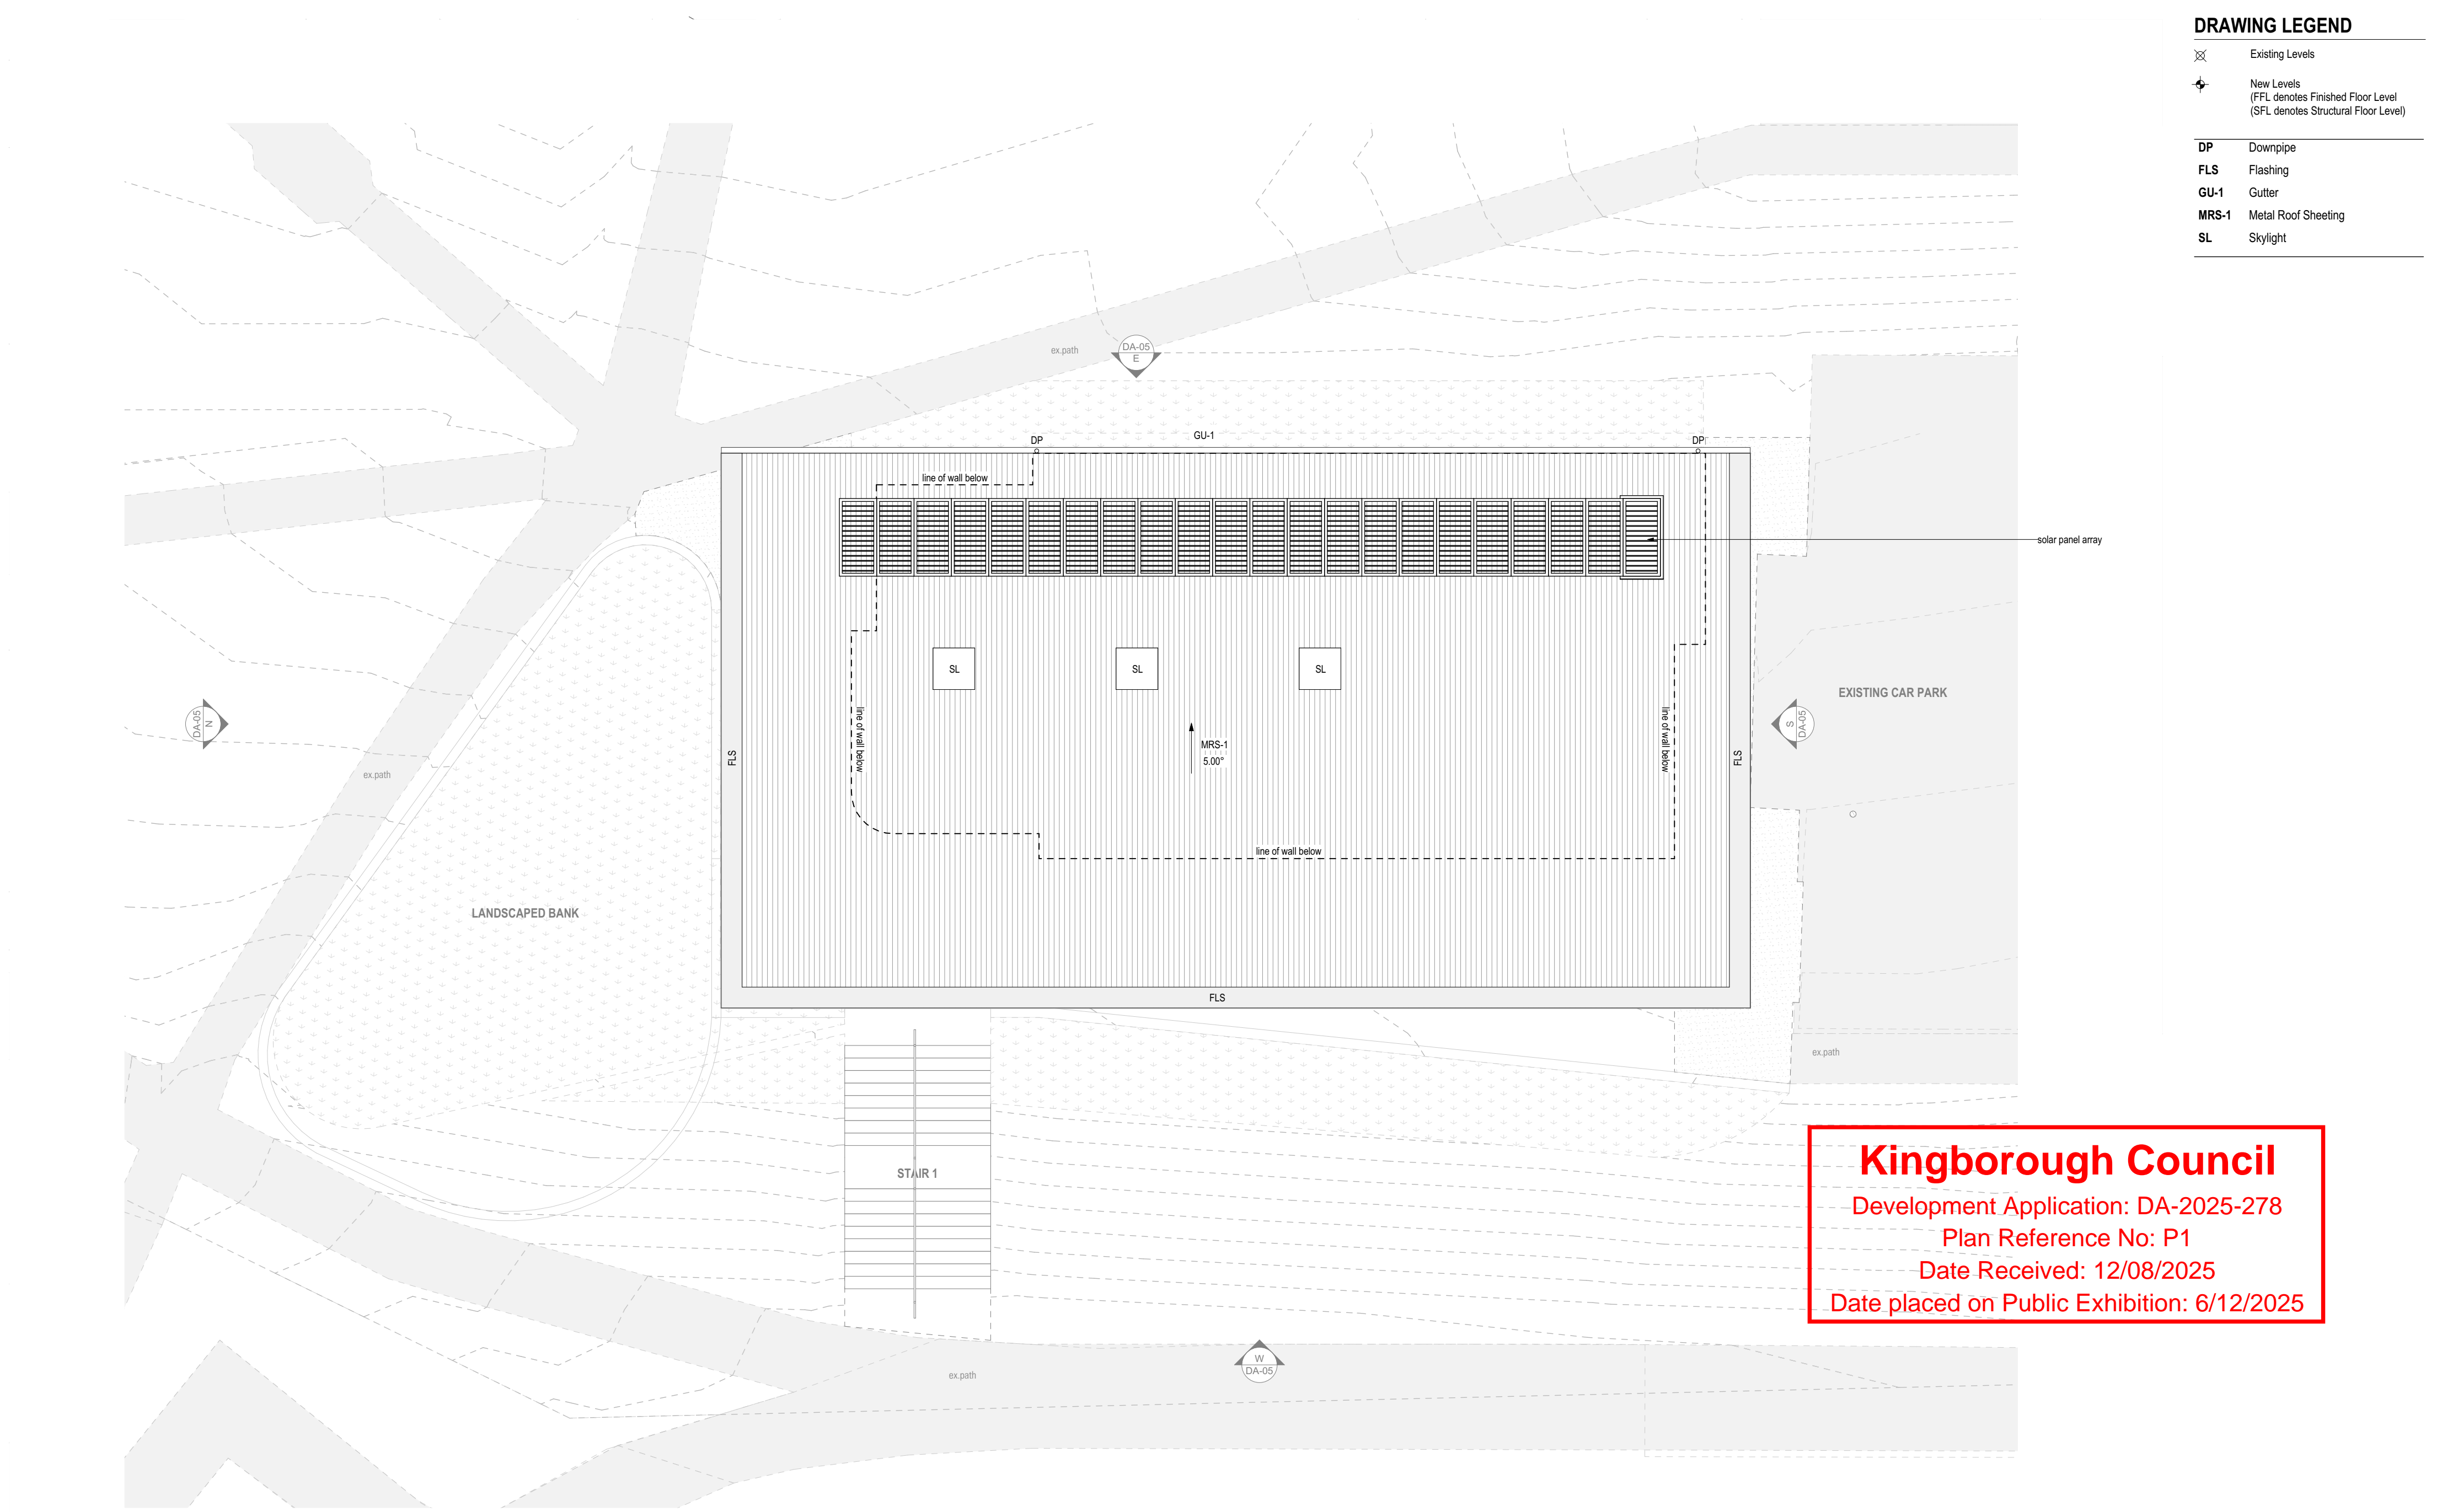 DRAWING LEGEND
Existing Levels
New Levels
(FFL denotes Finished Floor Level
(SFL denotes Structural Floor Level)
DP Downpipe
FLS Flashing
GU-1 Gutter
MRS-1 Metal Roof Sheeting
SL Skylight
ex.path
DA-05
E
DP
GU-1
DP
line of wall below
solar panel array
SL
SL
SL
EXISTING CAR PARK
DA-05
N
S
DA-05
line of wall below
line of wall below
FLS
MRS-1
5.00°
FLS
ex.path
line of wall below
LANDSCAPED BANK
FLS
ex.path
STAIR 1
Kingborough Council
Development Application: DA-2025-278
Plan Reference No: P1
Date Received: 12/08/2025
Date placed on Public Exhibition: 6/12/2025
W
DA-05
ex.path